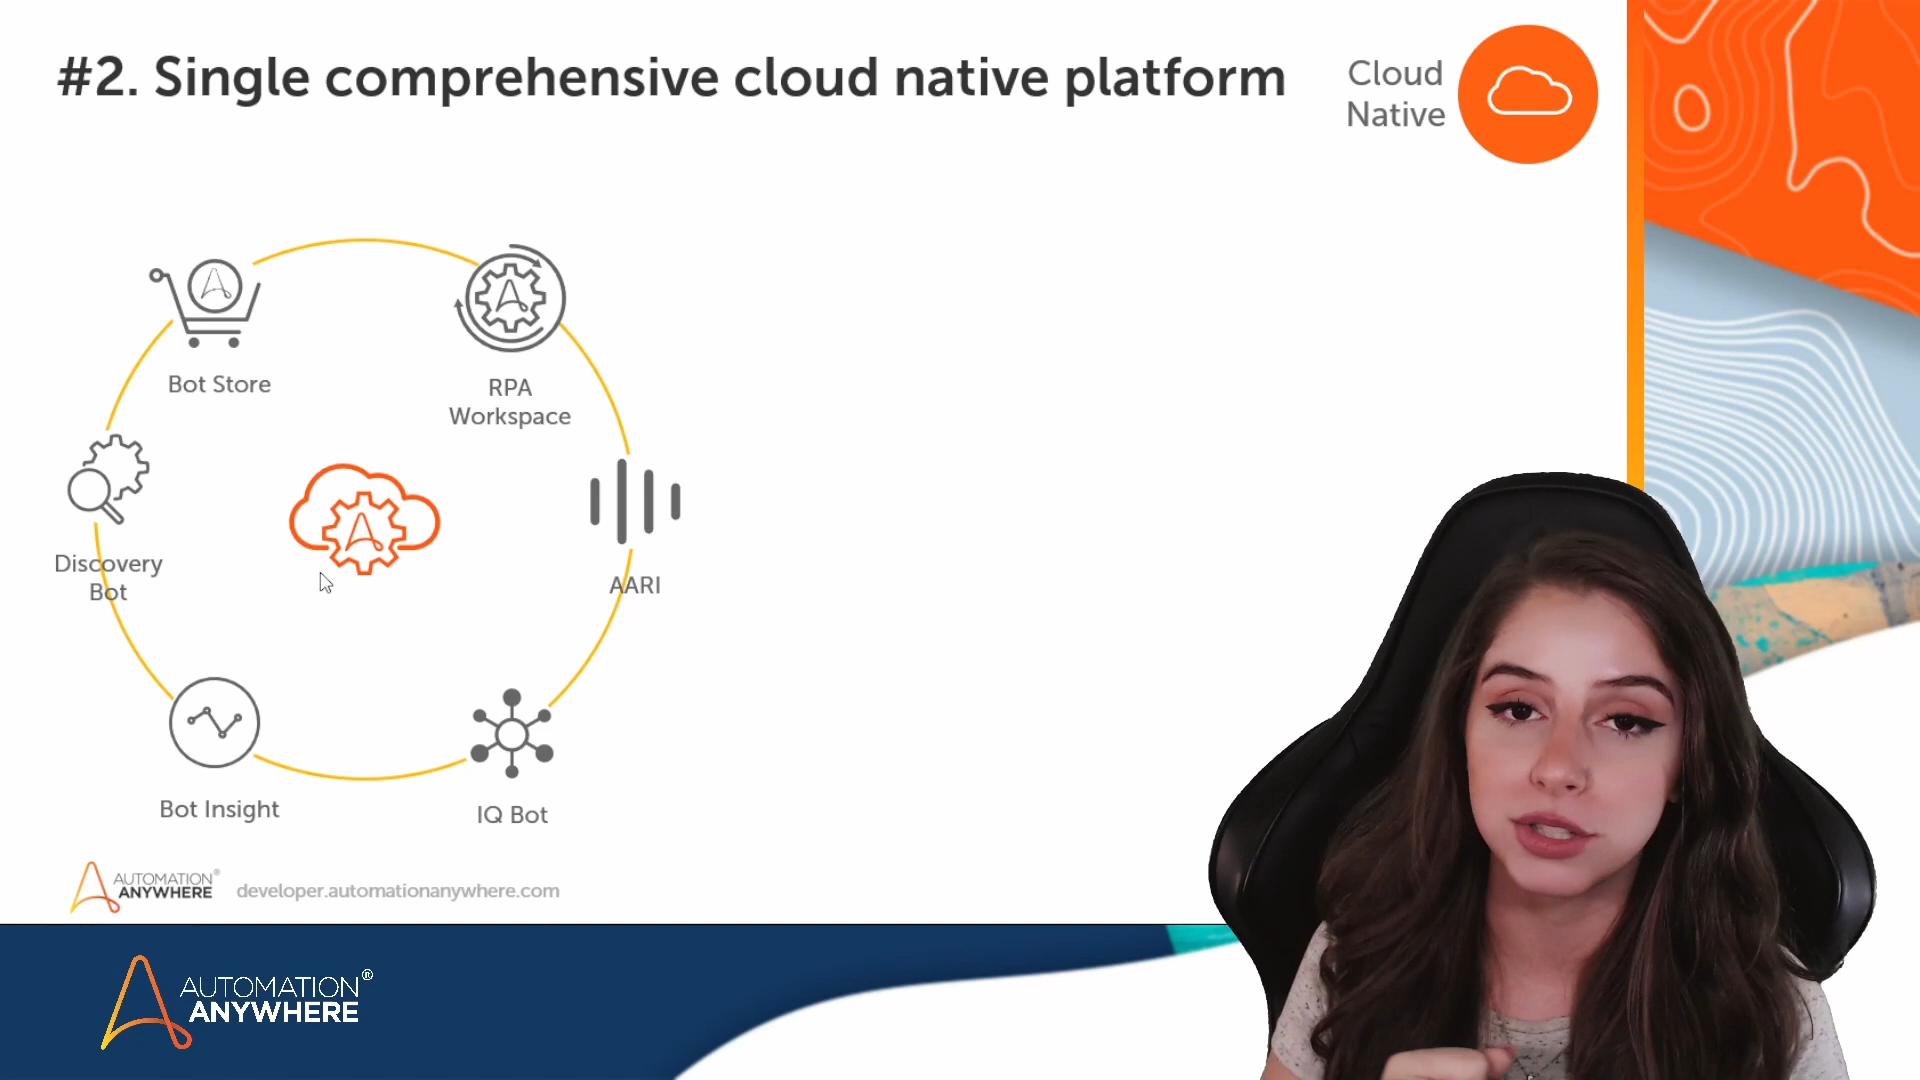 #2. Single comprehensive cloud native platform
Cloud
Native
Bot Store
RPA
Workspace
Discovery
Bot
AARI
Bot Insight
IQ Bot
AUTOMATION®
ANYWHERE
developer.automationanywhere.com
AUTOMATION®
ANYWHERE